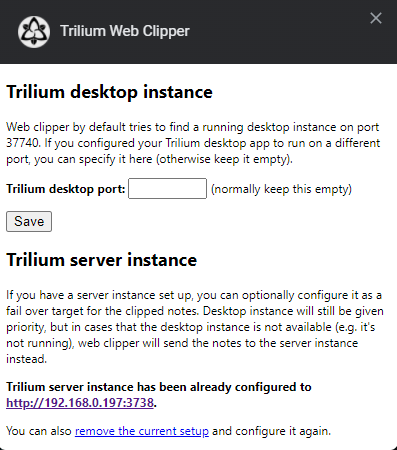 Trilium Web Clipper
Trilium desktop instance
Web clipper by default tries to find a running desktop instance on port
37740. If you configured your Trilium desktop app to run on a different
port, you can specify it here (otherwise keep it empty).
Trilium desktop port: (normally keep this empty)
Save
Trilium server instance
If you have a server instance set up, you can optionally configure it as a
fail over target for the clipped notes. Desktop instance will still be given
priority, but in cases that the desktop instance is not available (e.g. it's
not running), web clipper will send the notes to the server instance
instead.
Trilium server instance has been already configured to
http://192.168.0.197:3738.
You can also remove the current setup and configure it again.